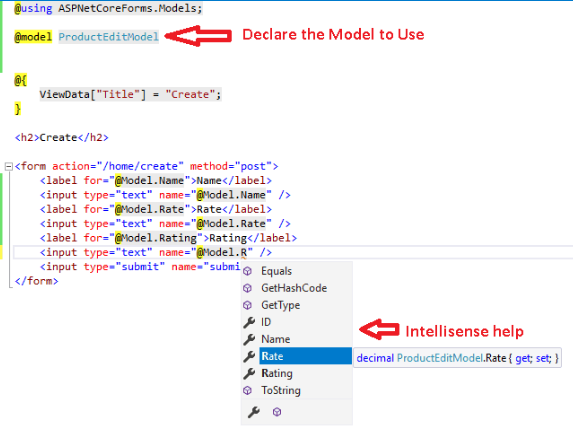 @using ASPNetCoreForms.Models;
@model ProductEditModel
Declare the Model to Use
@{
ViewData["Title"] = "Create";
}
<h2>Create</h2>
<form action="/home/create" method="post">
<label for="@Model.Name">Name</label>
<input type="text" name="@Model.Name" />
<label for="@Model.Rate">Rate</label>
<input type="text" name="@Model.Rate" />
<label for="@Model.Rating">Rating</label>
<input type="text" name="@Model.R" />
<input type="submit" name="submi
</form>
Equals
GetHashCode
GetType
ID
Name
Rate
Rating
ToString
Intellisense help
decimal ProductEditModel.Rate { get; set; }